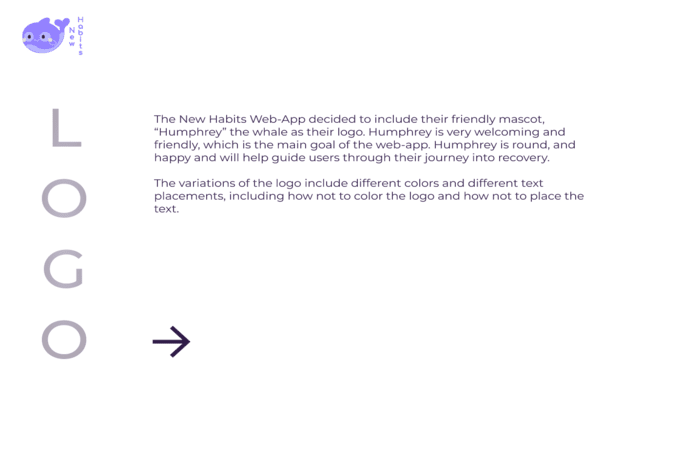 New
Habits
LOGO
The New Habits Web-App decided to include their friendly mascot,
“Humphrey” the whale as their logo. Humphrey is very welcoming and
friendly, which is the main goal of the web-app. Humphrey is round, and
happy and will help guide users through their journey into recovery.
The variations of the logo include different colors and different text
placements, including how not to color the logo and how not to place the
text.